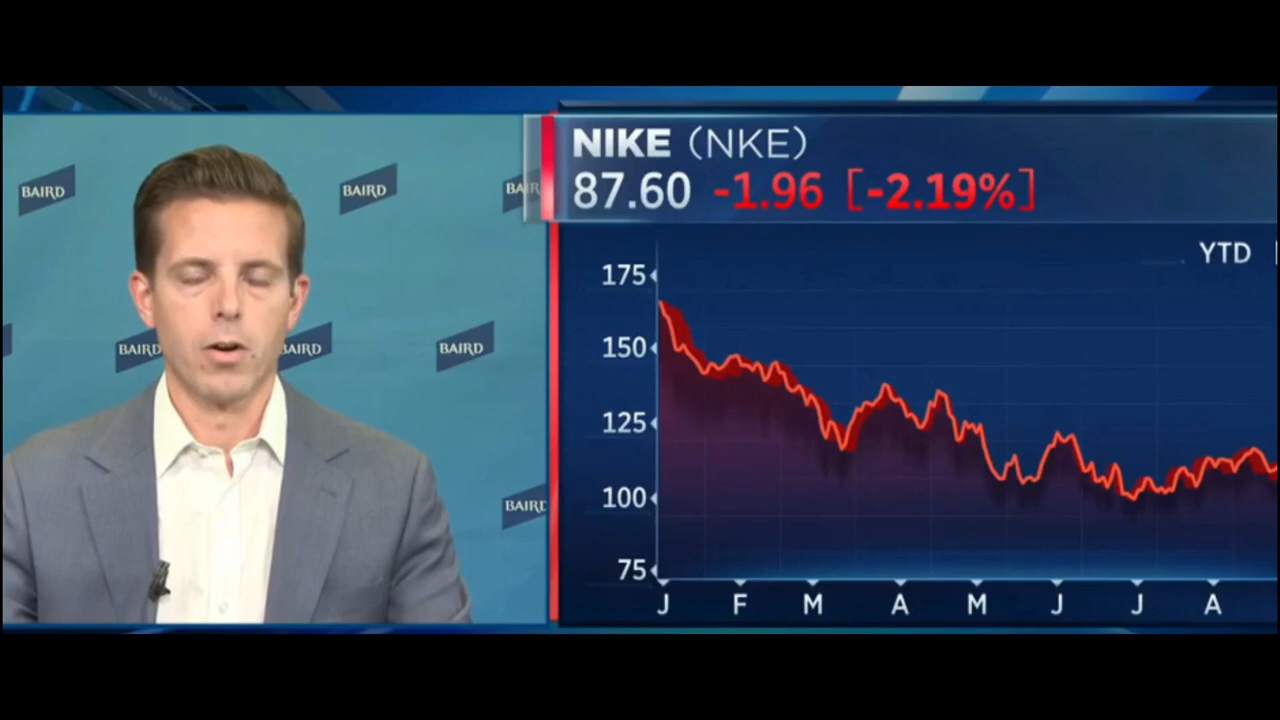 BAIRD
BAIRD
BAIRD
BAIRD
BAIRD
BAIRD
NIKE (NKE)
87.60 -1.96 [-2.19%]
YTD
175
150
125
100
75
J F M A M J J A